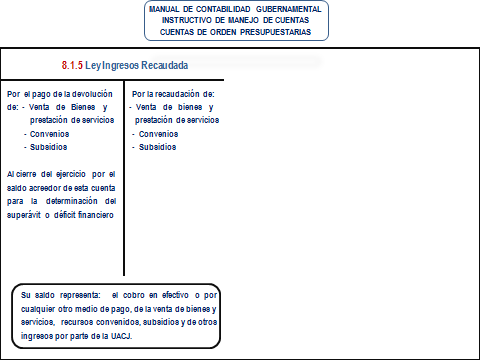 MANUAL DE CONTABILIDAD GUBERNAMENTAL
INSTRUCTIVO DE MANEJO DE CUENTAS
CUENTAS DE ORDEN PRESUPUESTARIAS
8.1.5 Ley Ingresos Recaudada
Por el pago de la devolución
de: - Venta de Bienes y
prestación de servicios
- Convenios
- Subsidios
Al cierre del ejercicio por el
saldo acreedor de esta cuenta
para la determinación del
superávit o déficit financiero
Por la recaudación de:
- Venta de bienes y
prestación de servicios
- Convenios
- Subsidios
Su saldo representa: el cobro en efectivo o por
cualquier otro medio de pago, de la venta de bienes y
servicios, recursos convenidos, subsidios y de otros
ingresos por parte de la UACJ.